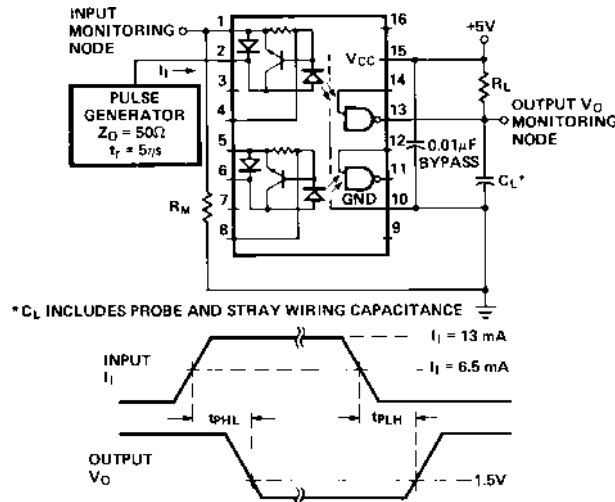 INPUT
MONITORING
NODE
I_I →
PULSE
GENERATOR
Z_O = 50Ω
t_r = 5ηs
R_M
1
2
3
4
5
6
7
8
16
15
14
13
12
11
10
9
V_CC
GND
0.01μF
BYPASS
+5V
R_L
OUTPUT V_O
MONITORING
NODE
C_L*
*C_L INCLUDES PROBE AND STRAY WIRING CAPACITANCE
INPUT
I_I
I_I = 13 mA
I_I = 6.5 mA
t_PHL
t_PLH
OUTPUT
V_O
1.5V